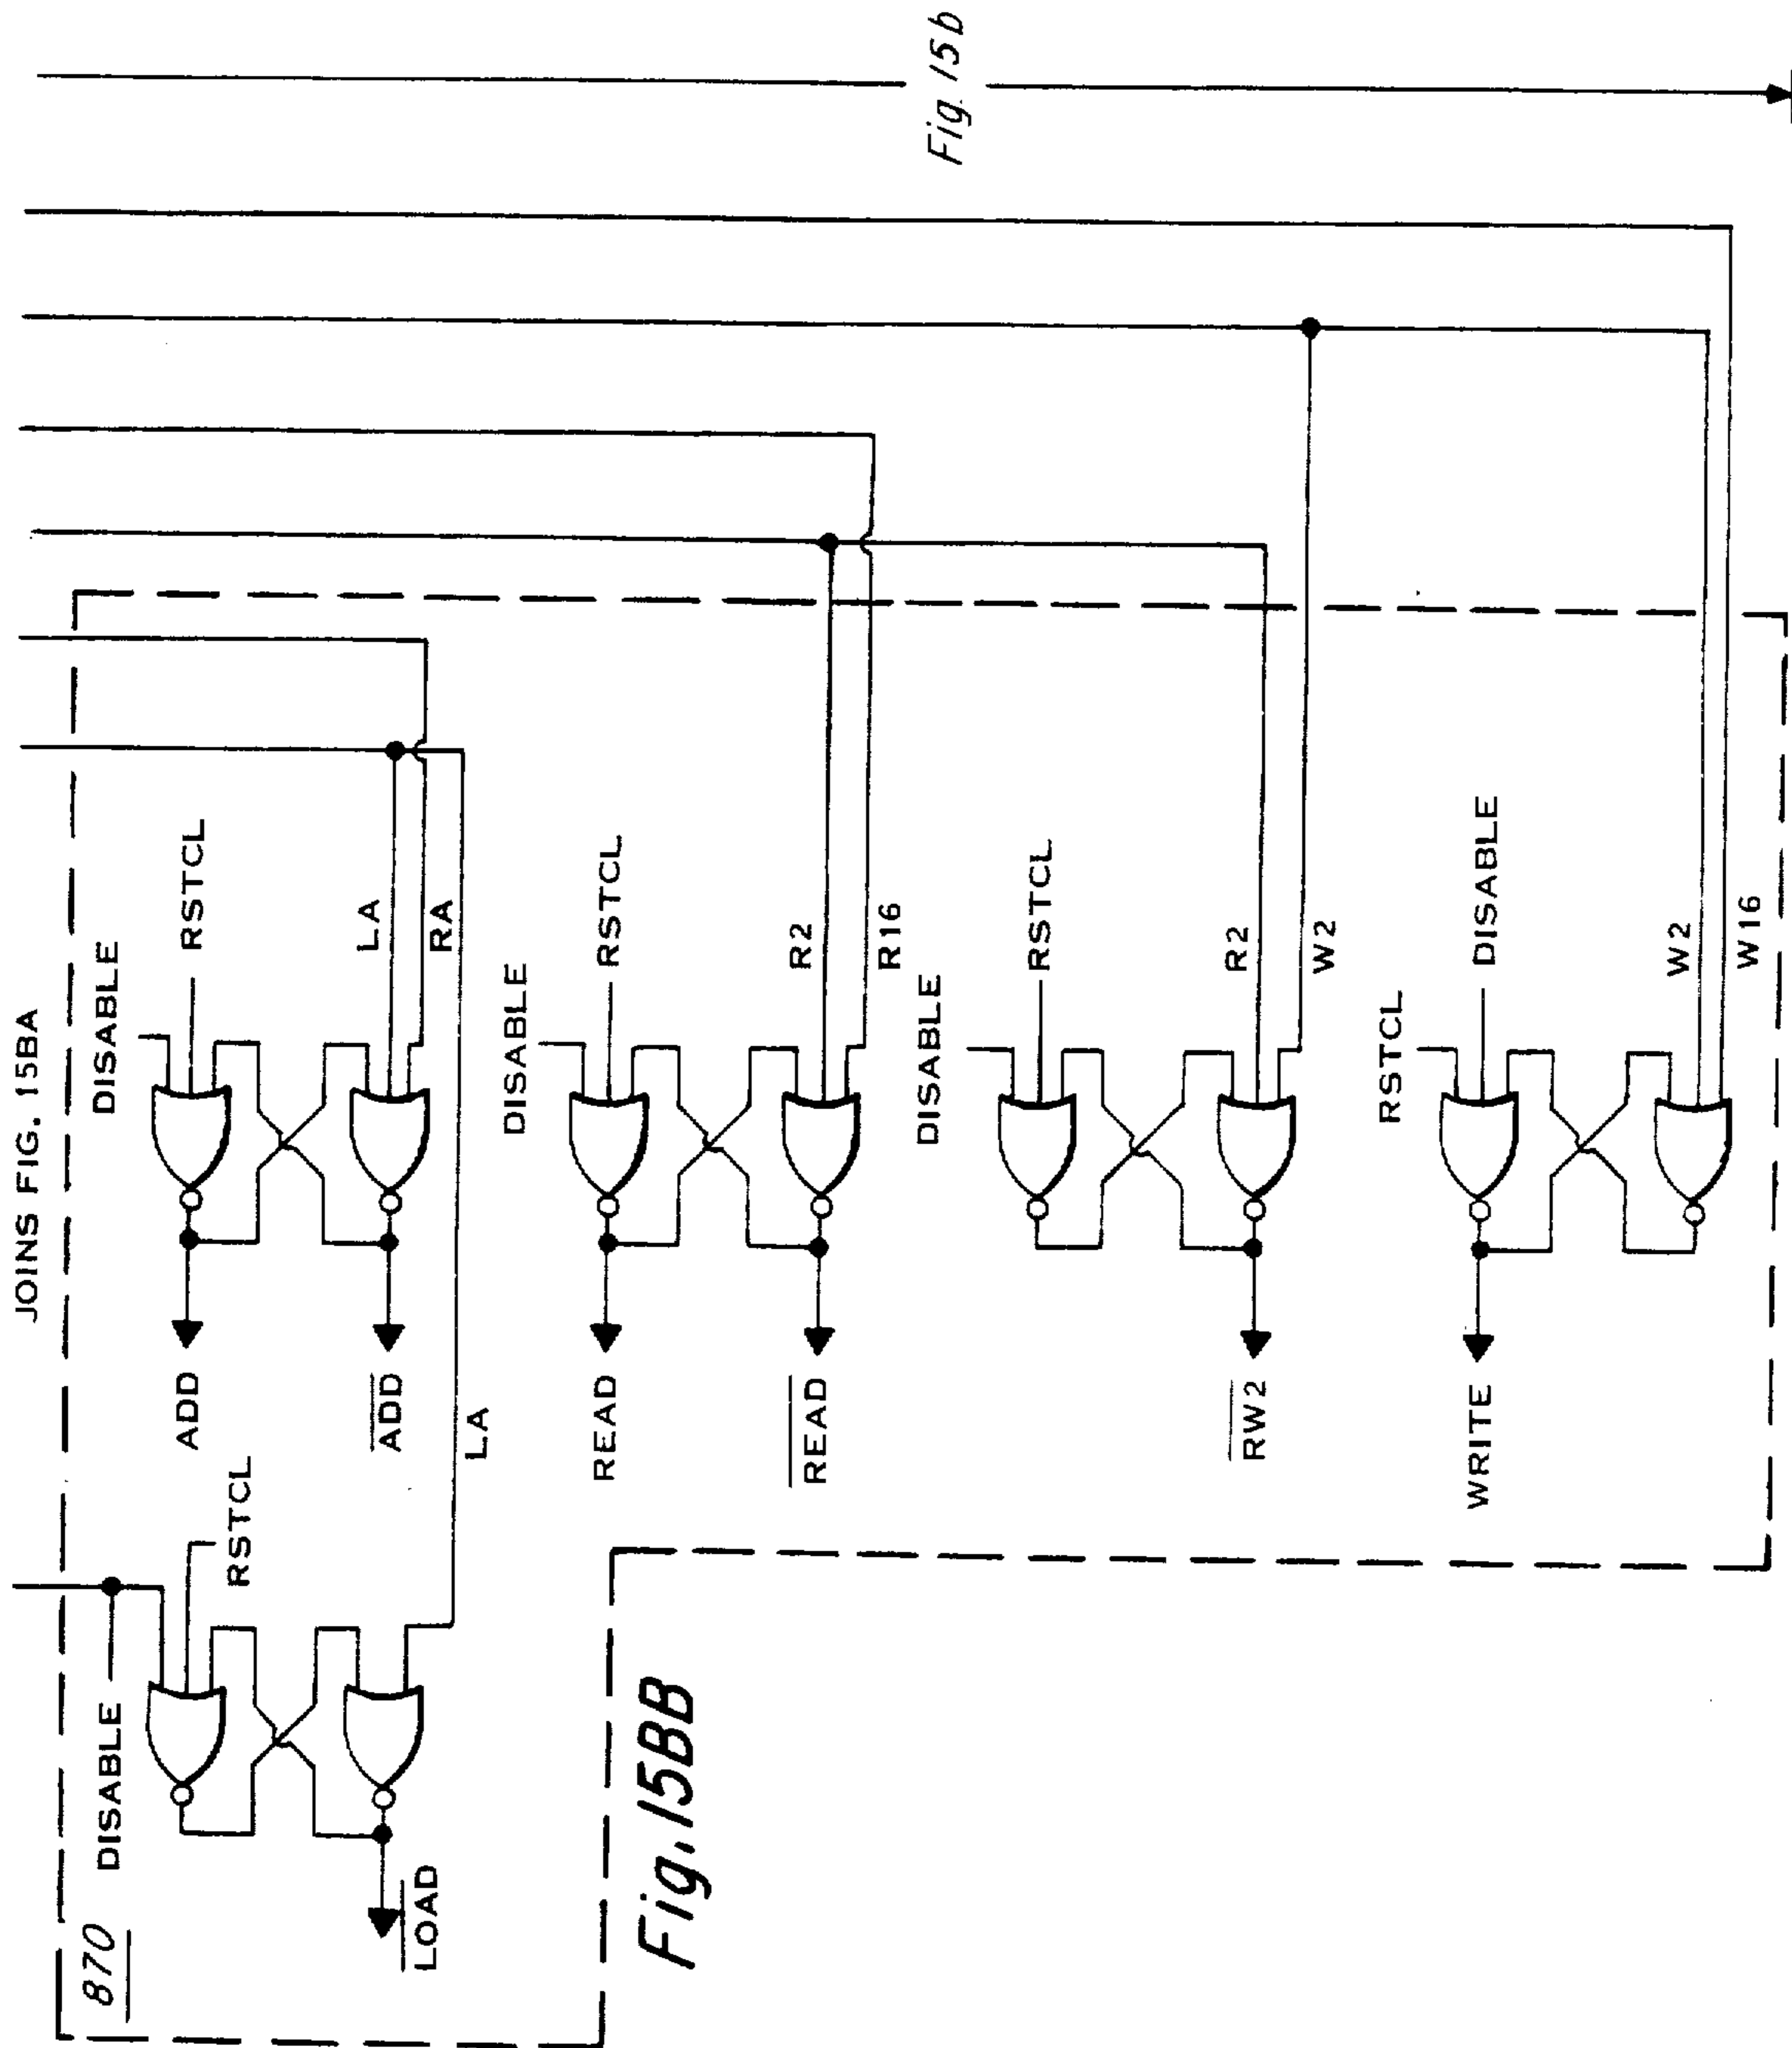 JOINS FIG. 15BA
Fig. 15b
870
DISABLE
RSTCL
LOAD
DISABLE
RSTCL
LA
RA
ADD
ADD
LA
DISABLE
RSTCL
R2
R16
READ
READ
DISABLE
RSTCL
R2
W2
RW2
RSTCL
DISABLE
W2
W16
WRITE
Fig.15BB